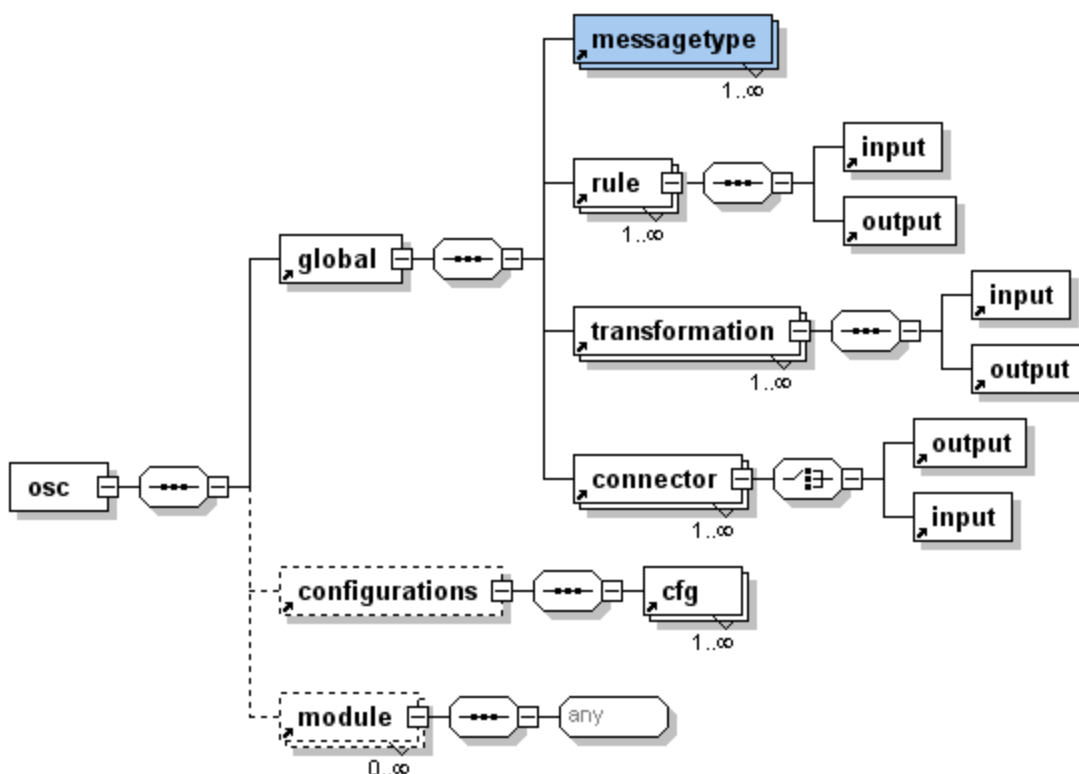 messagetype
1..∞
rule
1..∞
input
output
global
transformation
1..∞
input
output
osc
connector
1..∞
output
input
configurations
cfg
1..∞
module
0..∞
any